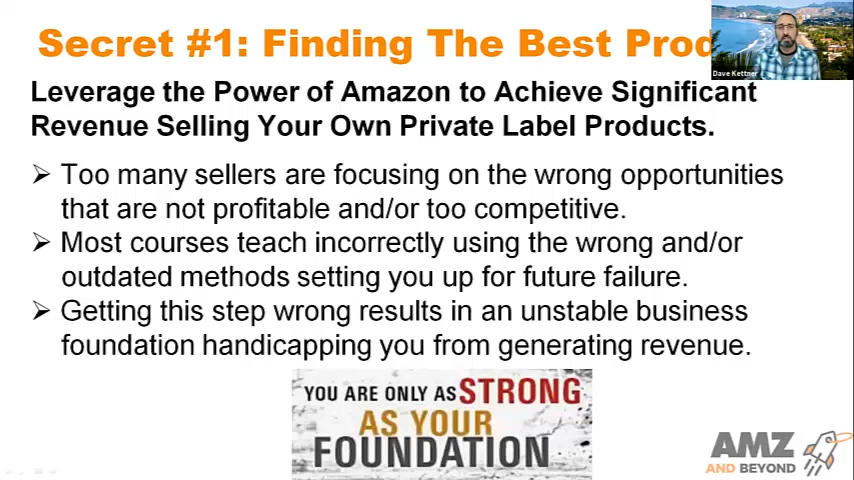 Secret #1: Finding The Best Prod
Dave Kettner
Leverage the Power of Amazon to Achieve Significant
Revenue Selling Your Own Private Label Products.
➢ Too many sellers are focusing on the wrong opportunities
that are not profitable and/or too competitive.
➢ Most courses teach incorrectly using the wrong and/or
outdated methods setting you up for future failure.
➢ Getting this step wrong results in an unstable business
foundation handicapping you from generating revenue.
YOU ARE ONLY AS STRONG
AS YOUR
FOUNDATION
AMZ
AND BEYOND